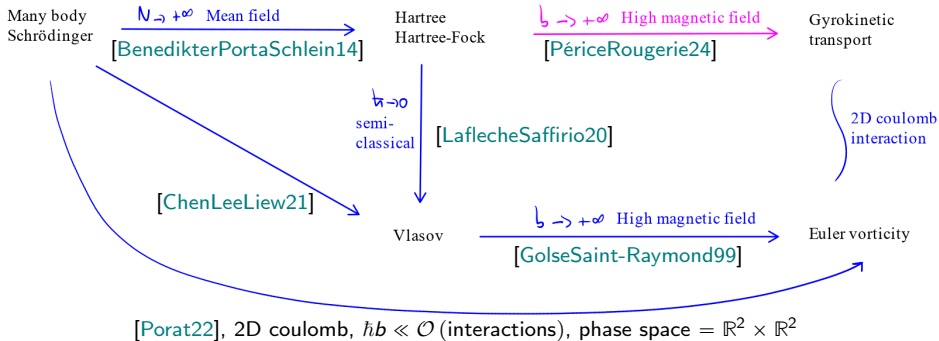 Many body
Schrödinger
N → +∞ Mean field
[BenedikterPortaSchlein14]
Hartree
Hartree-Fock
b → +∞ High magnetic field
[PériceRougerie24]
Gyrokinetic
transport
ħ→0
semi-
classical
[LaflecheSaffirio20]
2D coulomb
interaction
[ChenLeeLiew21]
Vlasov
b → +∞ High magnetic field
[GolseSaint-Raymond99]
Euler vorticity
[Porat22], 2D coulomb, ħb ≪ 𝒪 (interactions), phase space = ℝ² × ℝ²